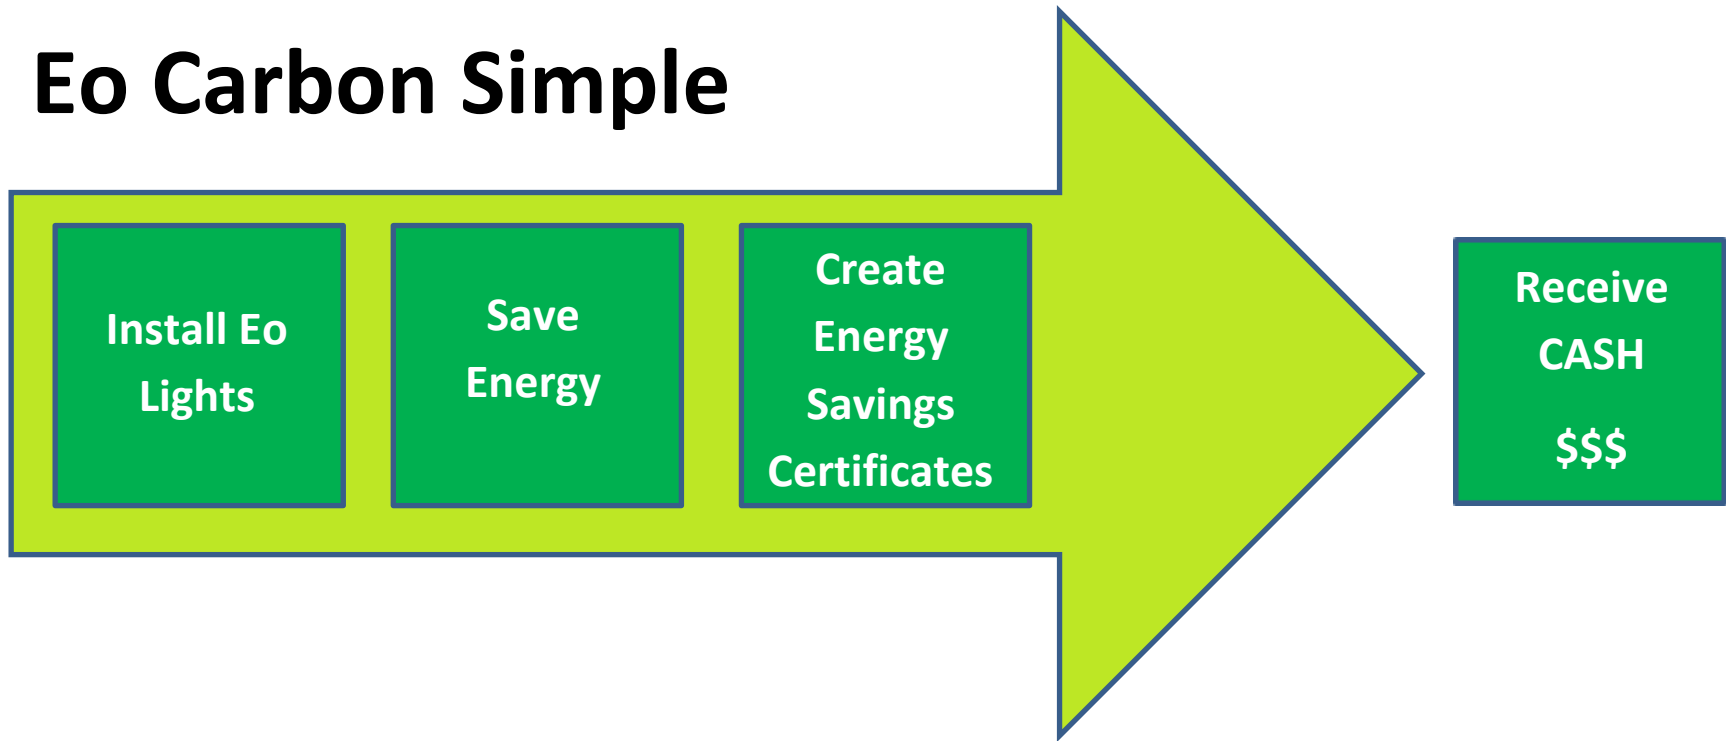 Eo Carbon Simple
Install Eo
Lights
Save
Energy
Create
Energy
Savings
Certificates
Receive
CASH
$$$